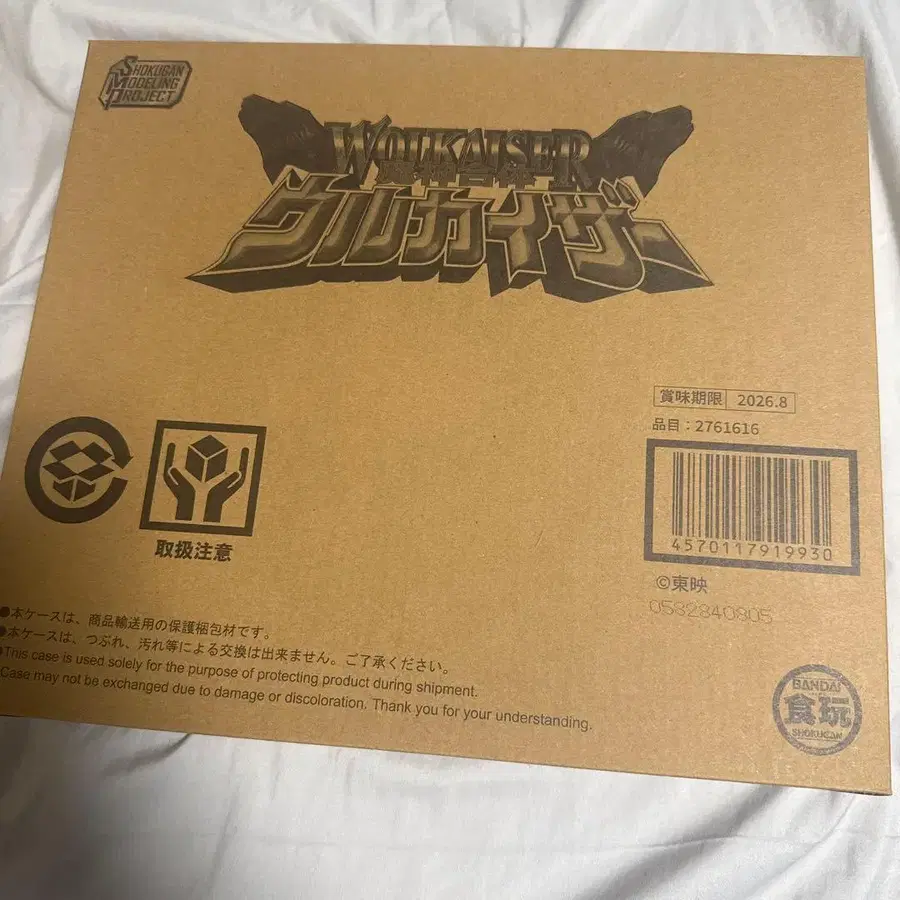 SHOKUGAN
MODELING
PROJECT
WOLKAISER
魔神合体
ウルカイザー
賞味期限 2026.8
品目：2761616
4570117919930
©東映
0532840805
取扱注意
●本ケースは、商品輸送用の保護梱包材です。
●本ケースは、つぶれ、汚れ等による交換は出来ません。ご了承ください。
●This case is used solely for the purpose of protecting product during shipment.
Case may not be exchanged due to damage or discoloration. Thank you for your understanding.
BANDAI
食玩
SHOKUGAN